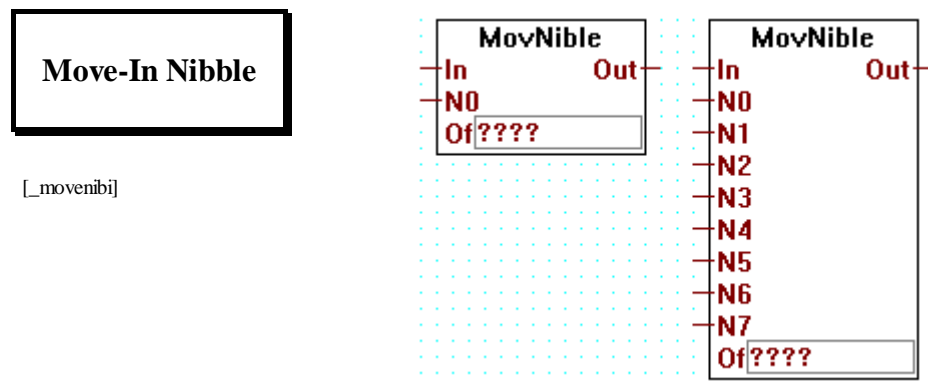 Move-In Nibble
[_movenibi]
MovNible
In Out
N0
Of ????
MovNible
In Out
N0
N1
N2
N3
N4
N5
N6
N7
Of ????